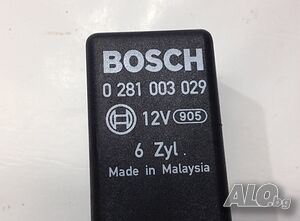 BOSCH
0 281 003 029
12V 905
6 Zyl
Made in Malaysia
ALO.bg